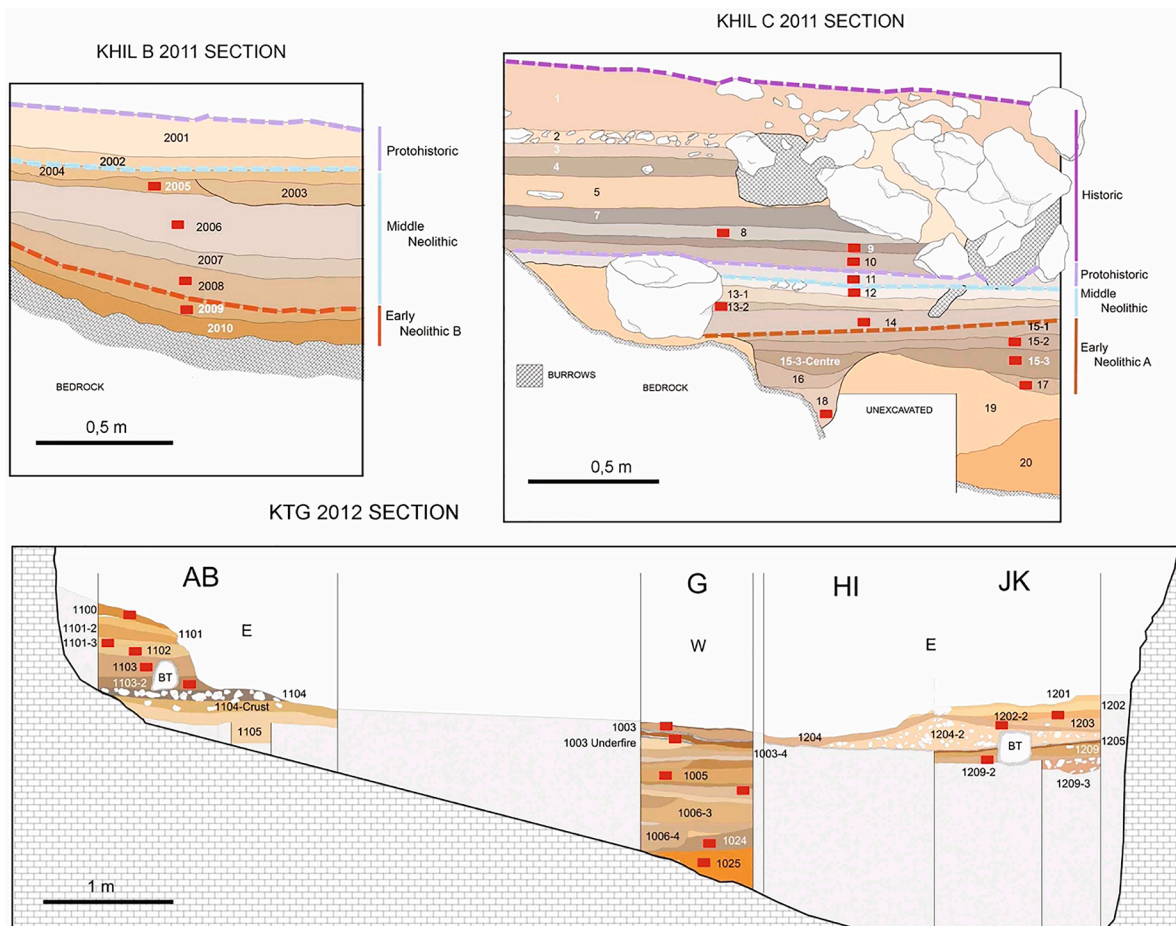 KHIL B 2011 SECTION
2001
2002
2004
2005
2003
2006
2007
2008
2009
2010
BEDROCK
0,5 m
Protohistoric
Middle
Neolithic
Early
Neolithic B
KHIL C 2011 SECTION
1
2
3
4
5
7
8
9
10
11
12
13-1
13-2
14
15-1
15-2
15-3-Centre
15-3
16
17
18
19
20
BURROWS
BEDROCK
UNEXCAVATED
0,5 m
Historic
Protohistoric
Middle
Neolithic
Early
Neolithic A
KTG 2012 SECTION
AB
G
HI
JK
E
W
E
1100
1101-2
1101
1101-3
1102
1103
BT
1103-2
1104
1104-Crust
1105
1003
1003 Underfire
1003-4
1005
1006-3
1006-4
1024
1025
1204
1201
1202
1202-2
1203
1204-2
1205
BT
1209
1209-2
1209-3
1 m